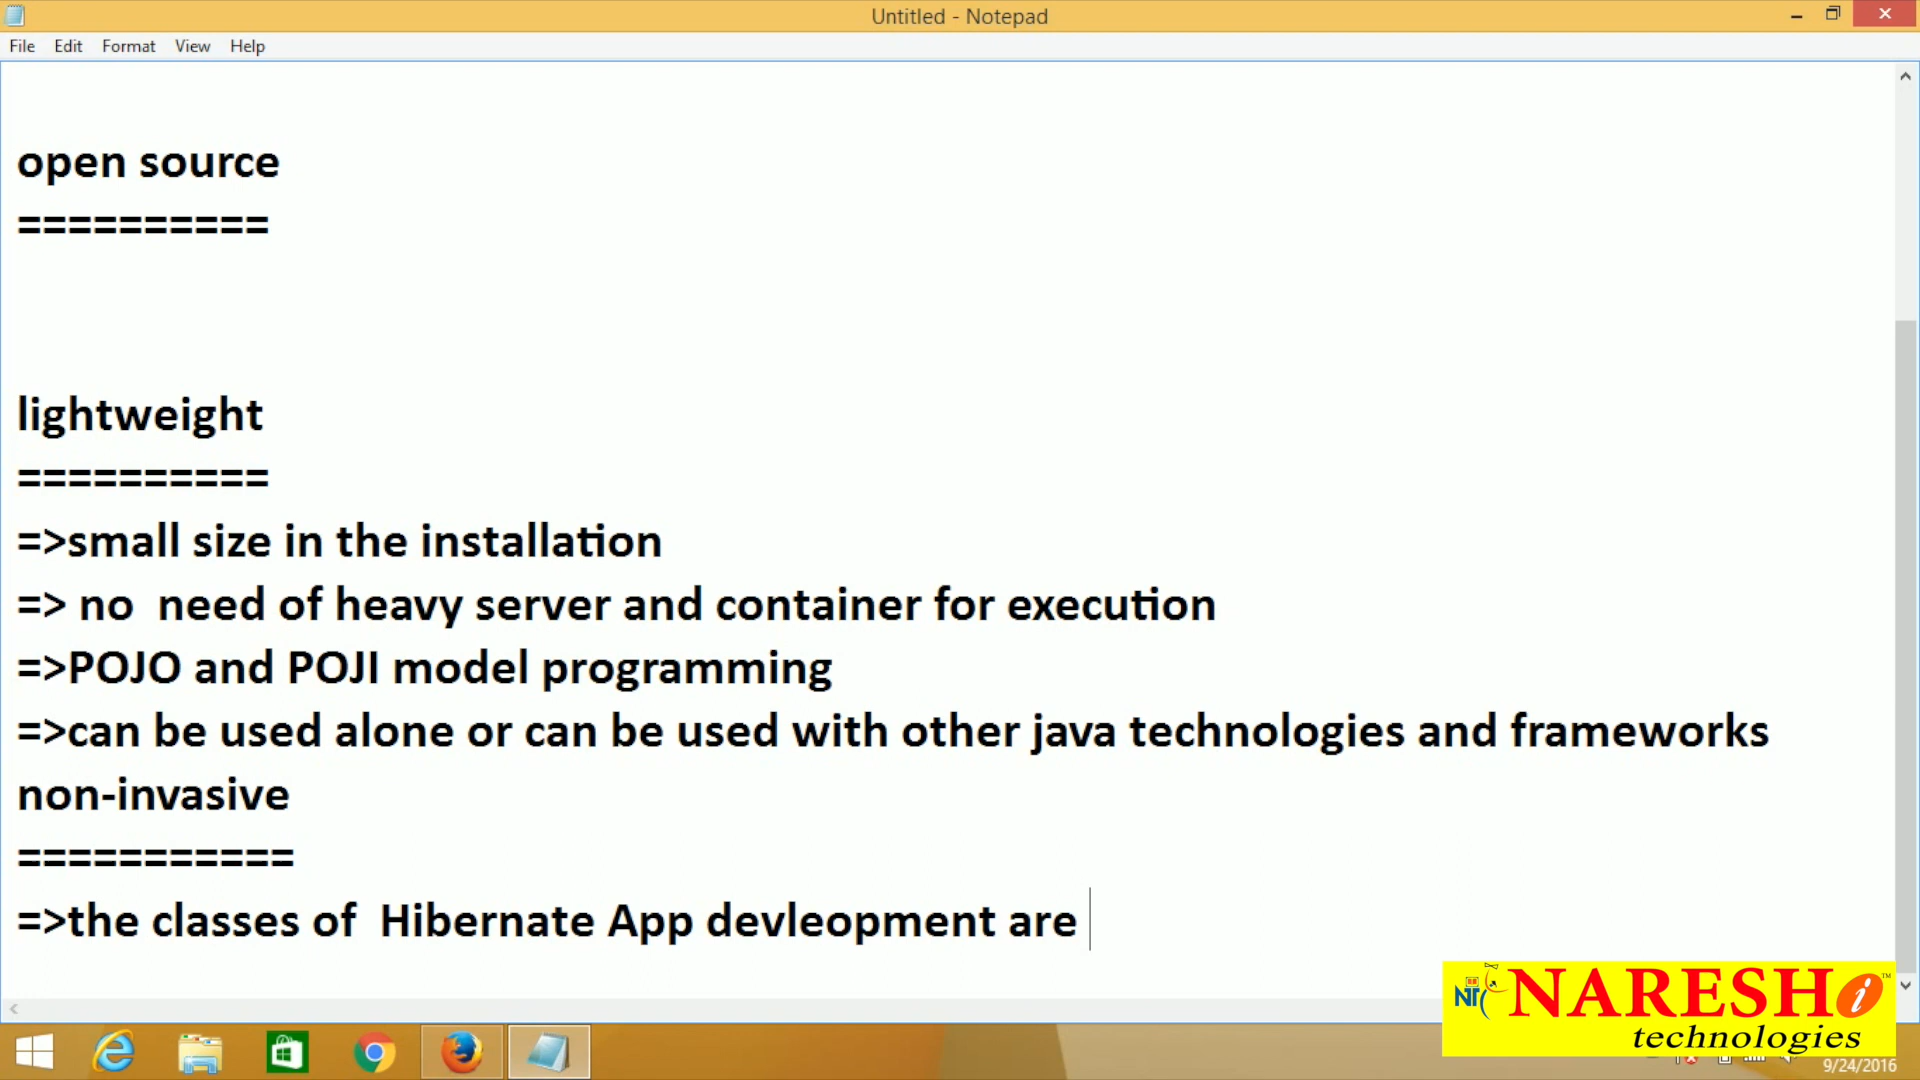 Untitled - Notepad
File Edit Format View Help
open source
==========
lightweight
==========
=>small size in the installation
=> no  need of heavy server and container for execution
=>POJO and POJI model programming
=>can be used alone or can be used with other java technologies and frameworks
non-invasive
===========
=>the classes of  Hibernate App devleopment are
NT
NARESH i ™
technologies
9/24/2016